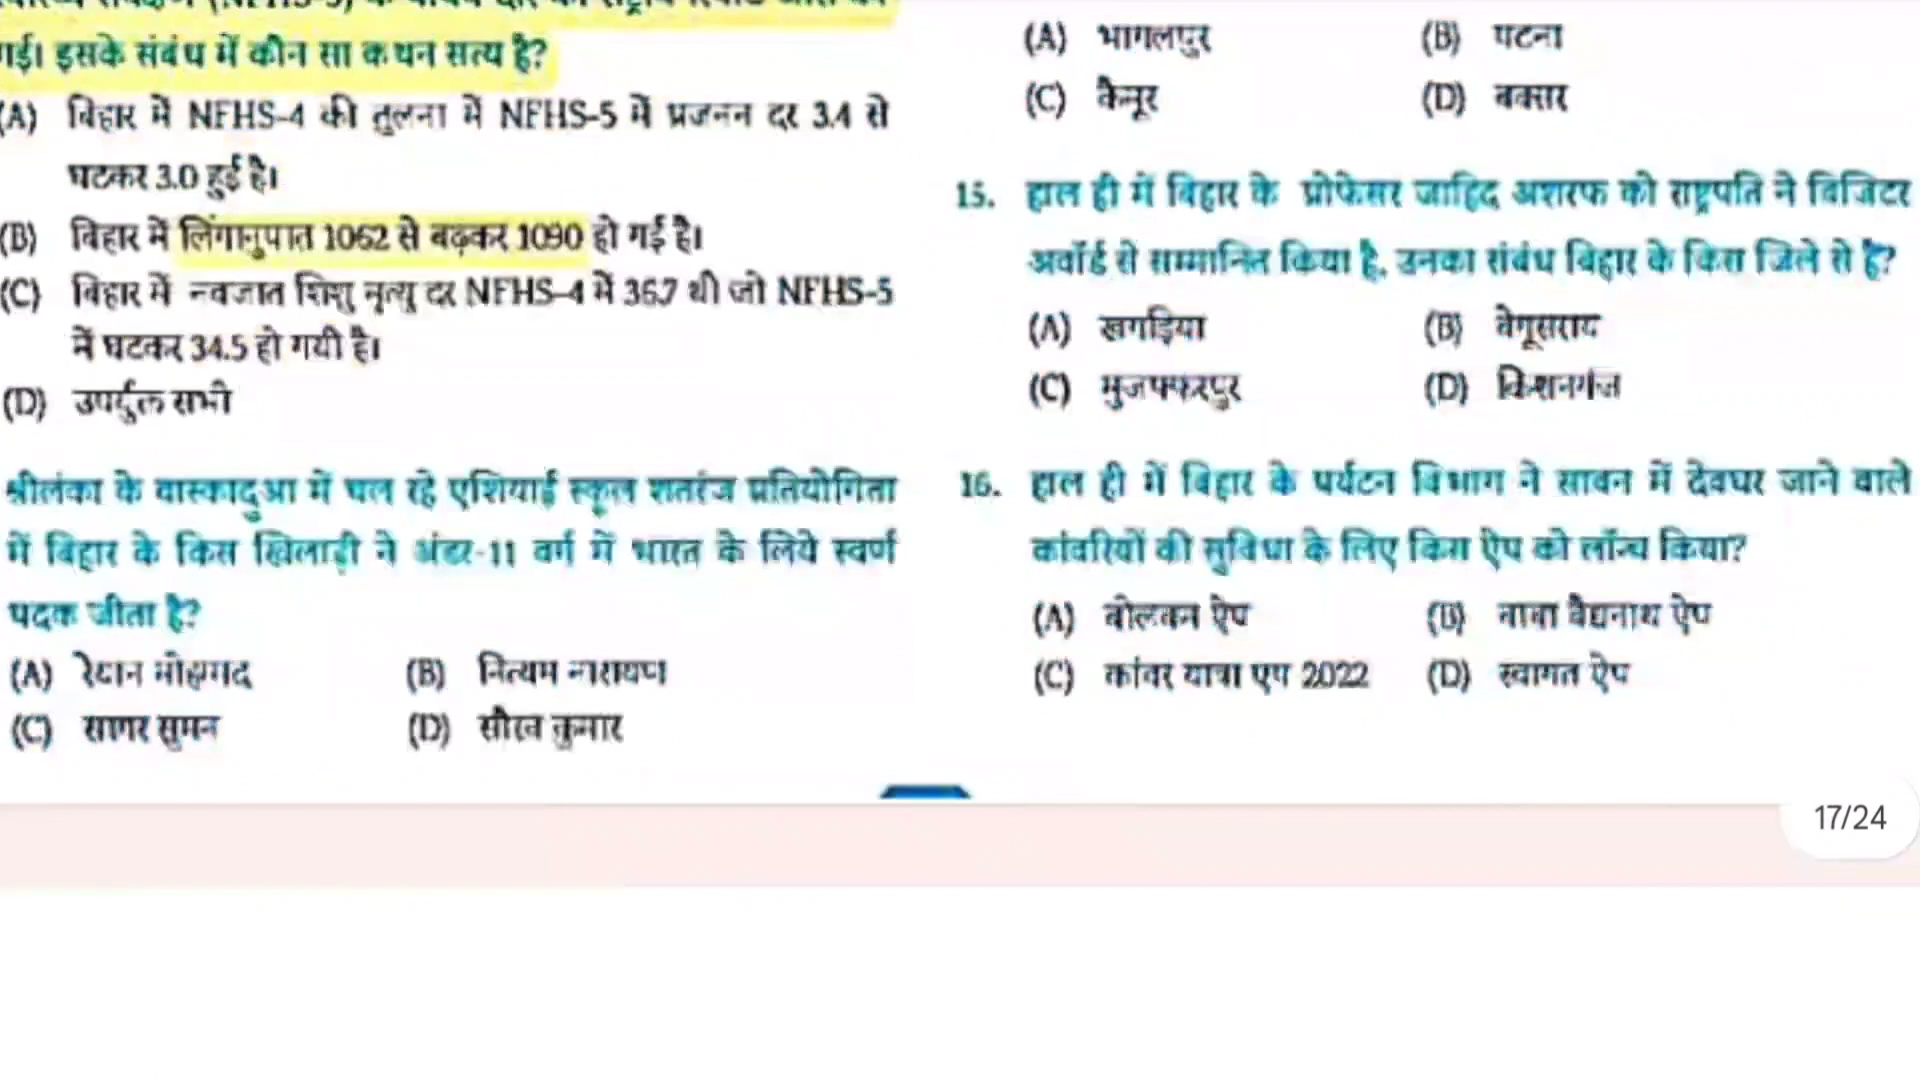 गई। इसके संबंध में कौन सा कथन सत्य है?
(A) बिहार में NFHS-4 की तुलना में NFHS-5 में प्रजनन दर 3.4 से
घटकर 3.0 हुई है।
(B) बिहार में लिंगानुपात 1062 से बढ़कर 1090 हो गई है।
(C) बिहार में नवजात शिशु मृत्यु दर NFHS-4 में 36.7 थी जो NFHS-5
में घटकर 34.5 हो गयी है।
(D) उपर्युक्त सभी
श्रीलंका के वास्कादुआ में चल रहे एशियाई स्कूल शतरंज प्रतियोगिता
में बिहार के किस खिलाड़ी ने अंडर-11 वर्ग में भारत के लिये स्वर्ण
पदक जीता है?
(A) रेयान मोहम्मद (B) नित्यम नारायण
(C) सागर सुमन (D) सौरव कुमार
(A) भागलपुर (B) पटना
(C) कैमूर (D) बक्सर
15. हाल ही में बिहार के प्रोफेसर जाहिद अशरफ को राष्ट्रपति ने विजिटर
अवॉर्ड से सम्मानित किया है, उनका संबंध बिहार के किस जिले से है?
(A) खगड़िया (B) बेगूसराय
(C) मुजफ्फरपुर (D) किशनगंज
16. हाल ही में बिहार के पर्यटन विभाग ने सावन में देवघर जाने वाले
कांवरियों की सुविधा के लिए किस ऐप को लॉन्च किया?
(A) बोलबम ऐप (B) बाबा वैद्यनाथ ऐप
(C) कांवर यात्रा एप 2022 (D) स्वागत ऐप
17/24